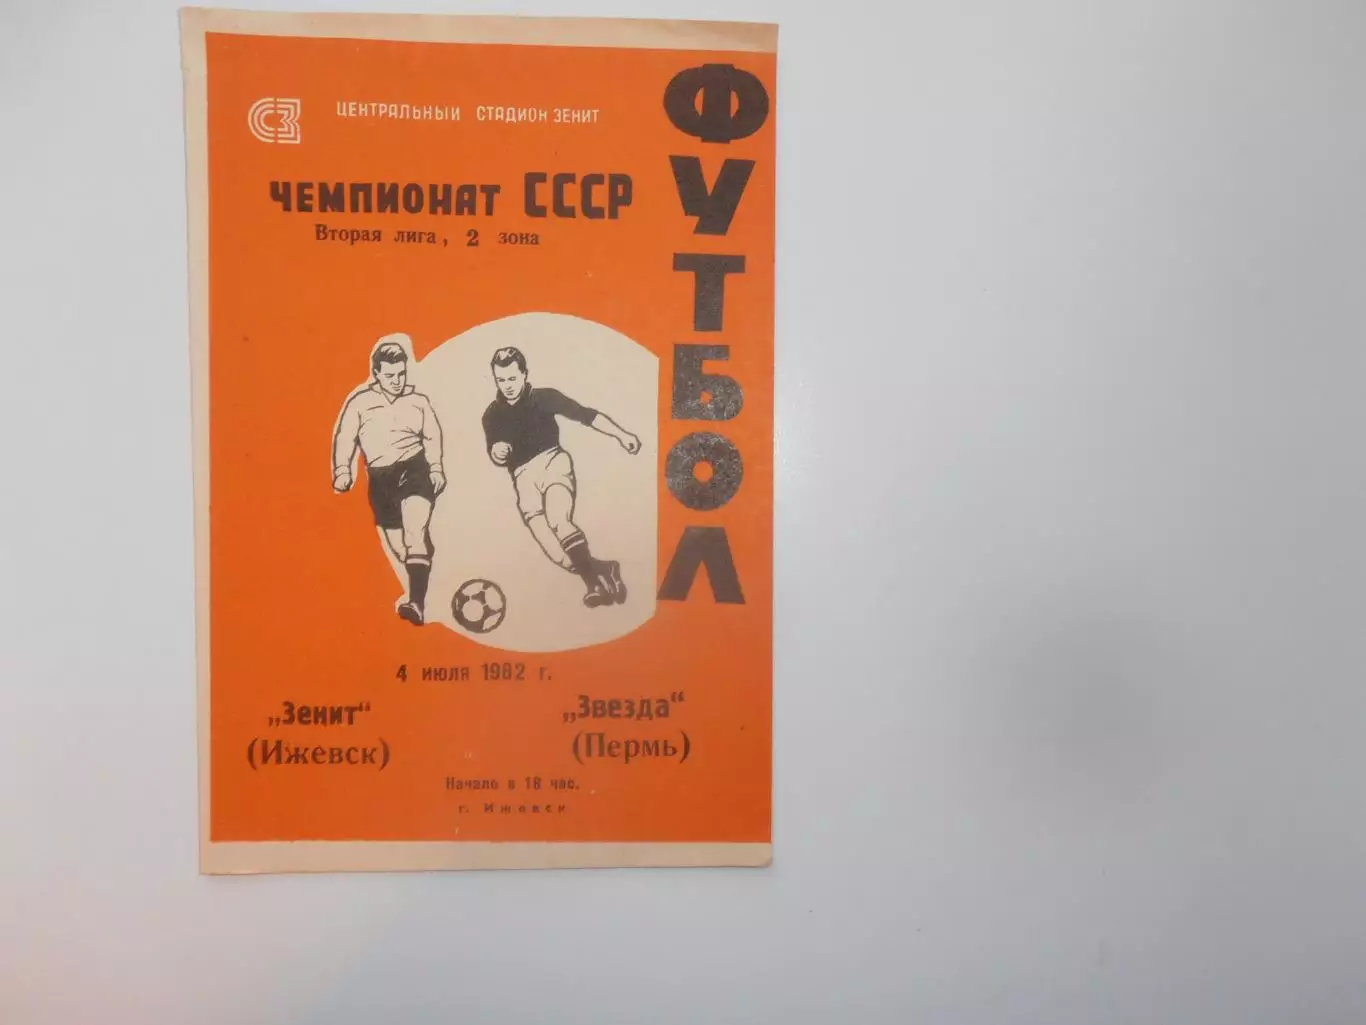 СЗ
ЦЕНТРАЛЬНЫЙ СТАДИОН ЗЕНИТ
ФУТБОЛ
ЧЕМПИОНАТ СССР
Вторая лига, 2 зона
4 июля 1982 г.
„Зенит“
(Ижевск)
„Звезда“
(Пермь)
Начало в 18 час.
г. Ижевск